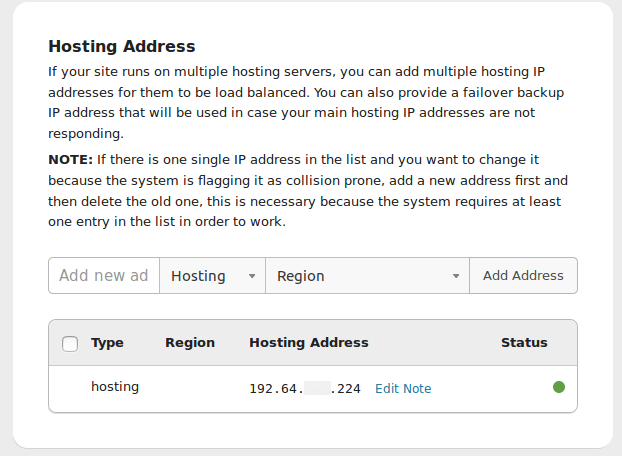 Hosting Address
If your site runs on multiple hosting servers, you can add multiple hosting IP
addresses for them to be load balanced. You can also provide a failover backup
IP address that will be used in case your main hosting IP addresses are not
responding.
NOTE: If there is one single IP address in the list and you want to change it
because the system is flagging it as collision prone, add a new address first and
then delete the old one, this is necessary because the system requires at least
one entry in the list in order to work.
Add new ad Hosting Region Add Address
Type Region Hosting Address Status
hosting 192.64. .224 Edit Note